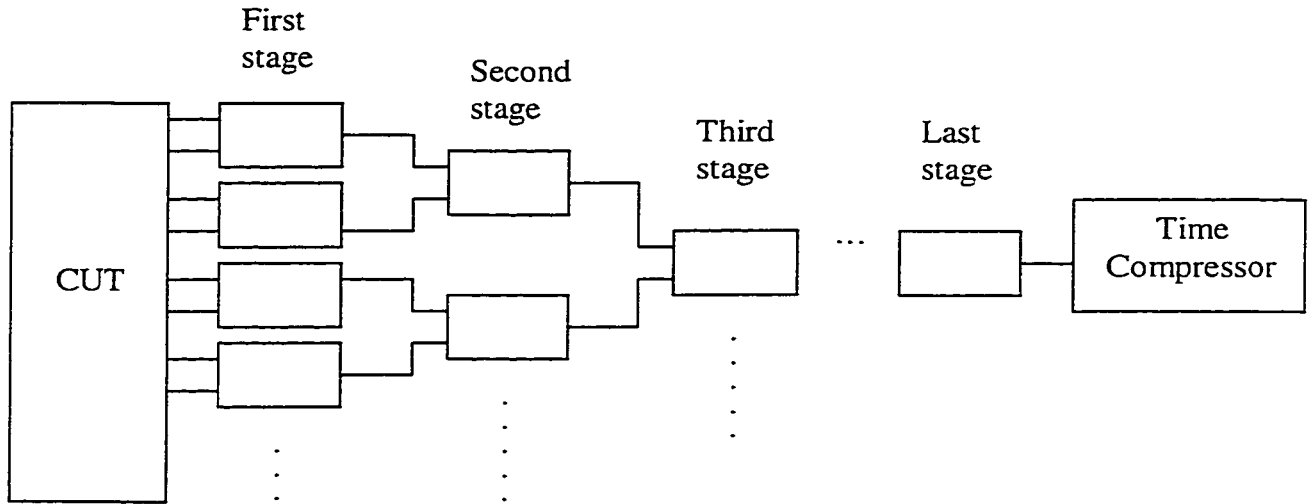 First
stage
Second
stage
Third
stage
Last
stage
CUT
...
Time
Compressor